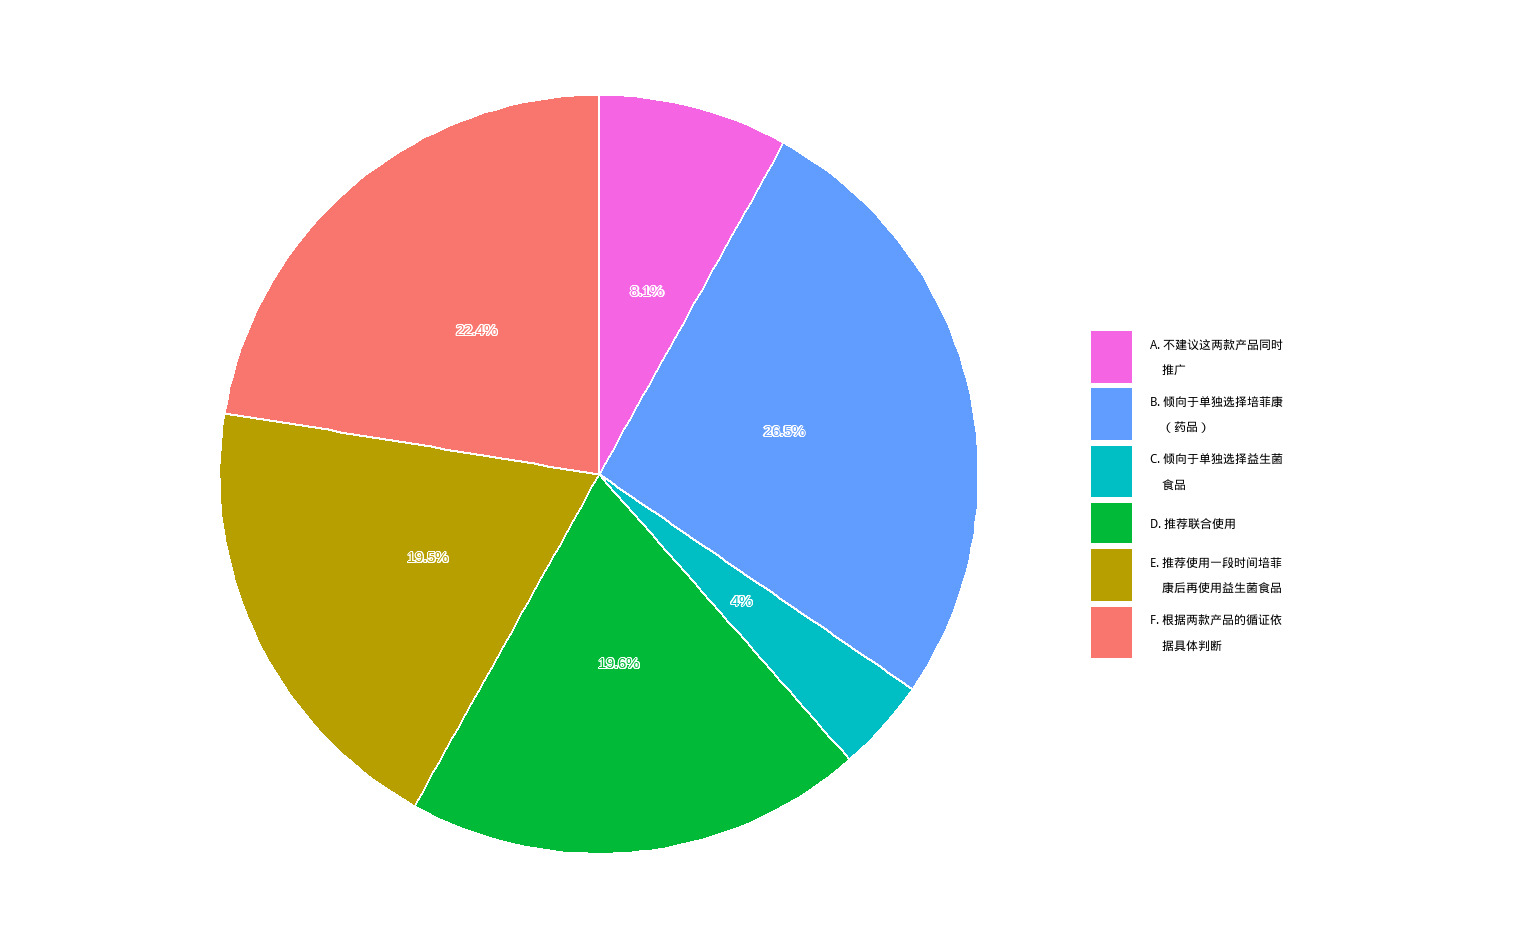 8.1%
22.4%
26.5%
19.5%
4%
19.6%
A. 不建议这两款产品同时
推广
B. 倾向于单独选择培菲康
（药品）
C. 倾向于单独选择益生菌
食品
D. 推荐联合使用
E. 推荐使用一段时间培菲
康后再使用益生菌食品
F. 根据两款产品的循证依
据具体判断